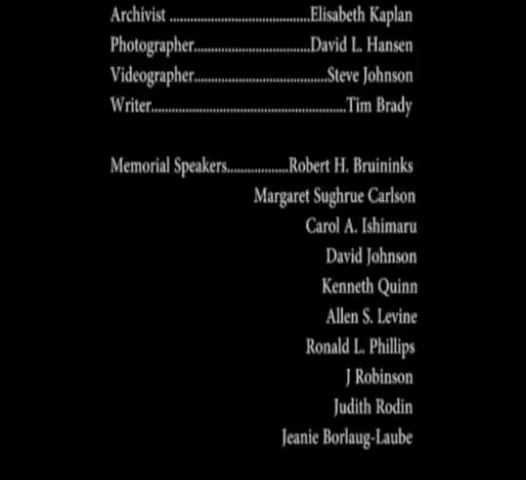 Archivist .........................................Elisabeth Kaplan
Photographer..................................David L. Hansen
Videographer.......................................Steve Johnson
Writer.........................................................Tim Brady
Memorial Speakers..................Robert H. Bruininks
Margaret Sughrue Carlson
Carol A. Ishimaru
David Johnson
Kenneth Quinn
Allen S. Levine
Ronald L. Phillips
J Robinson
Judith Rodin
Jeanie Borlaug-Laube